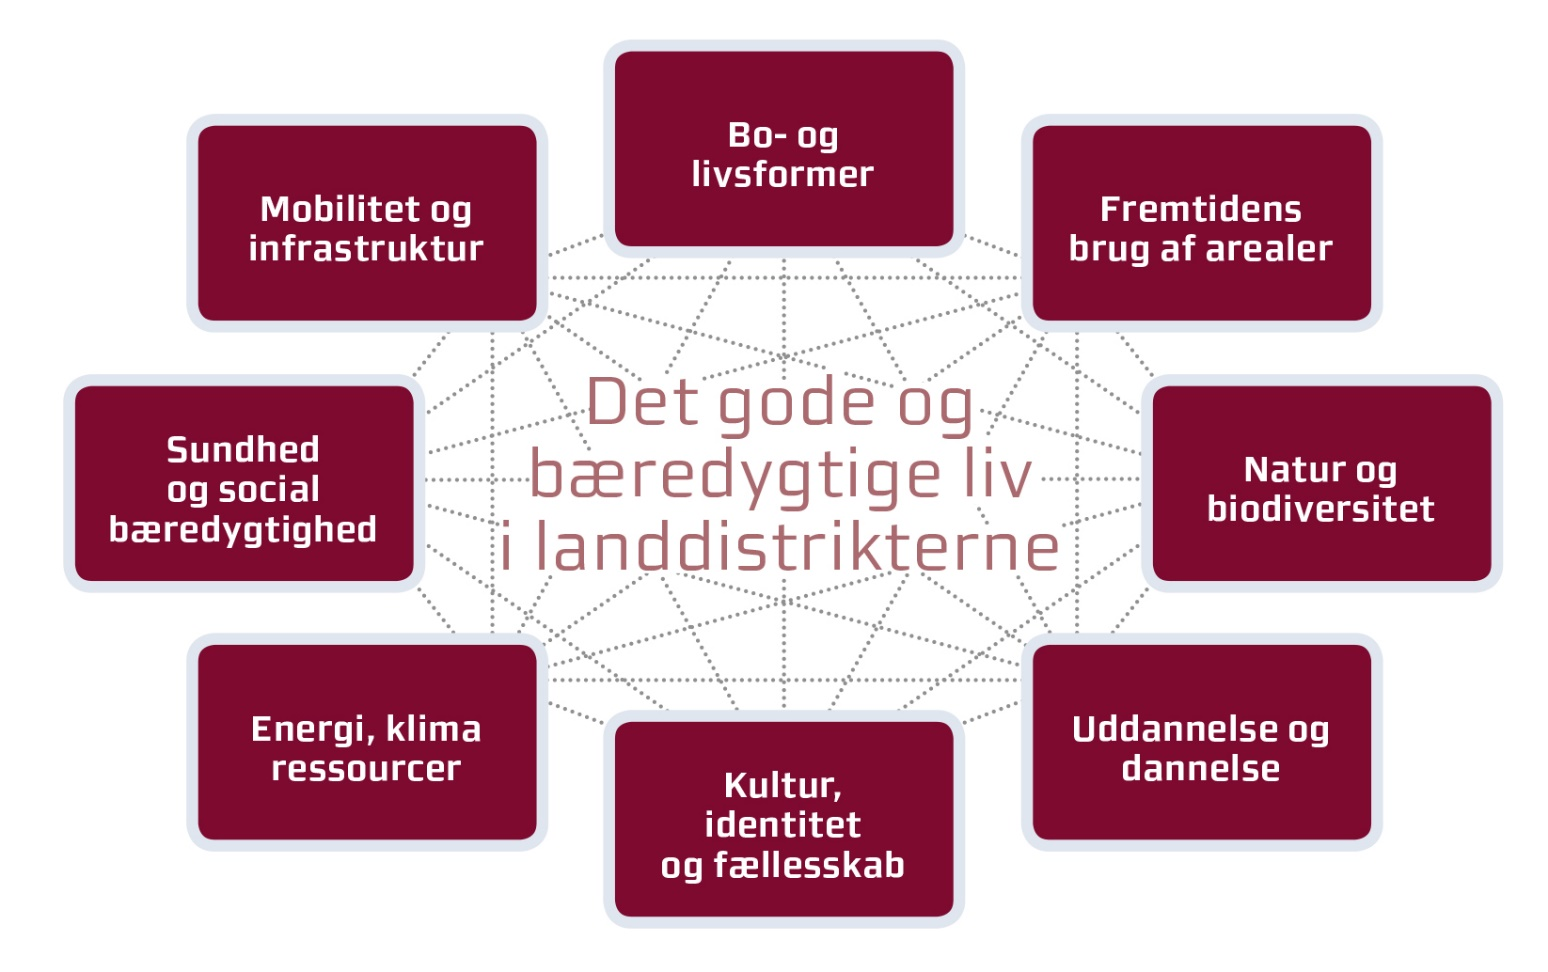 Bo- og
livsformer
Mobilitet og
infrastruktur
Fremtidens
brug af arealer
Det gode og
bæredygtige liv
i landdistrikterne
Sundhed
og social
bæredygtighed
Natur og
biodiversitet
Energi, klima
ressourcer
Uddannelse og
dannelse
Kultur,
identitet
og fællesskab